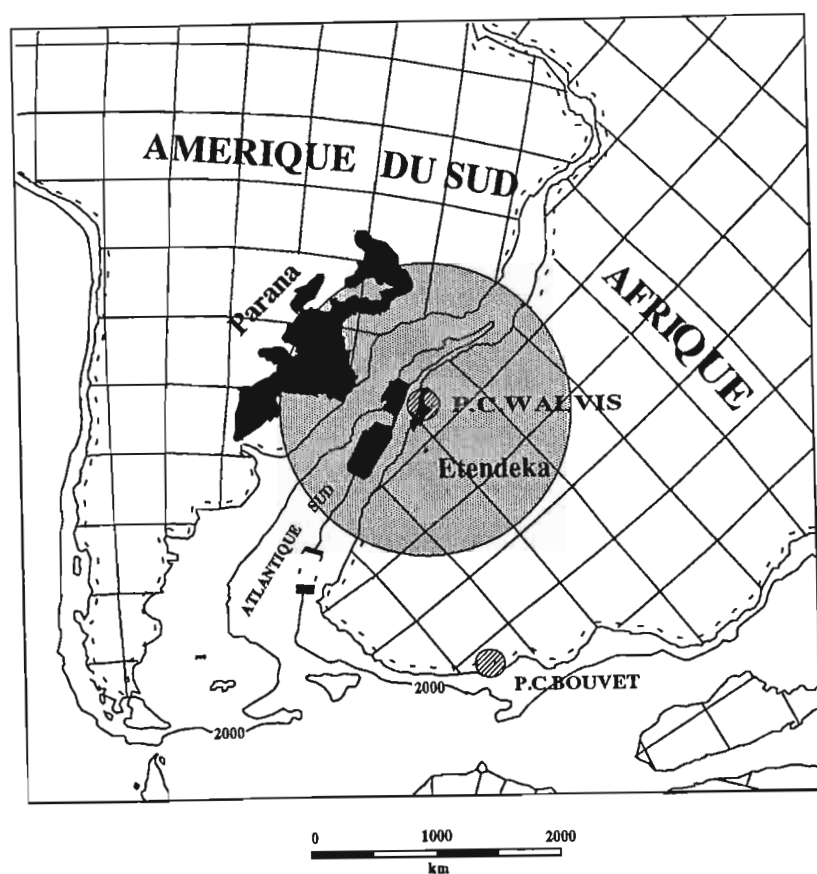 AMERIQUE DU SUD
Parana
AFRIQUE
P.C.WALVIS
Etendeka
ATLANTIQUE SUD
P.C.BOUVET
2000
2000
0 1000 2000
km